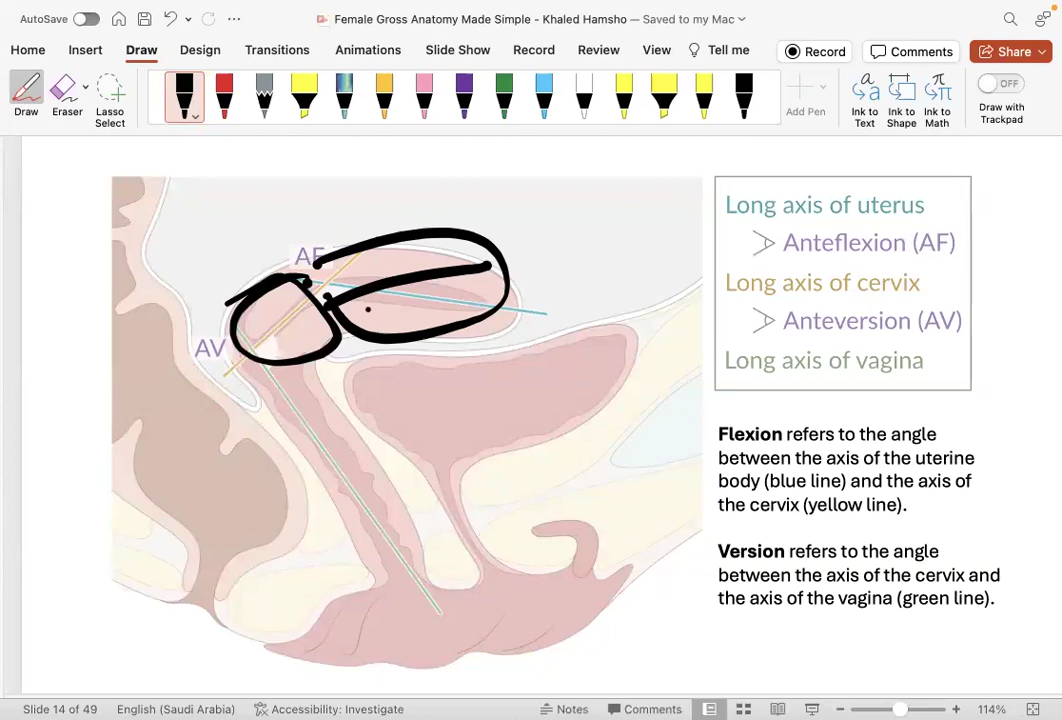 AutoSave OFF Female Gross Anatomy Made Simple - Khaled Hamsho — Saved to my Mac
Home Insert Draw Design Transitions Animations Slide Show Record Review View Tell me Record Comments Share
Draw Eraser Lasso Select Add Pen Ink to Text Ink to Shape Ink to Math OFF Draw with Trackpad
AF
AV
Long axis of uterus
Anteflexion (AF)
Long axis of cervix
Anteversion (AV)
Long axis of vagina
Flexion refers to the angle
between the axis of the uterine
body (blue line) and the axis of
the cervix (yellow line).
Version refers to the angle
between the axis of the cervix and
the axis of the vagina (green line).
Slide 14 of 49 English (Saudi Arabia) Accessibility: Investigate Notes Comments 114%